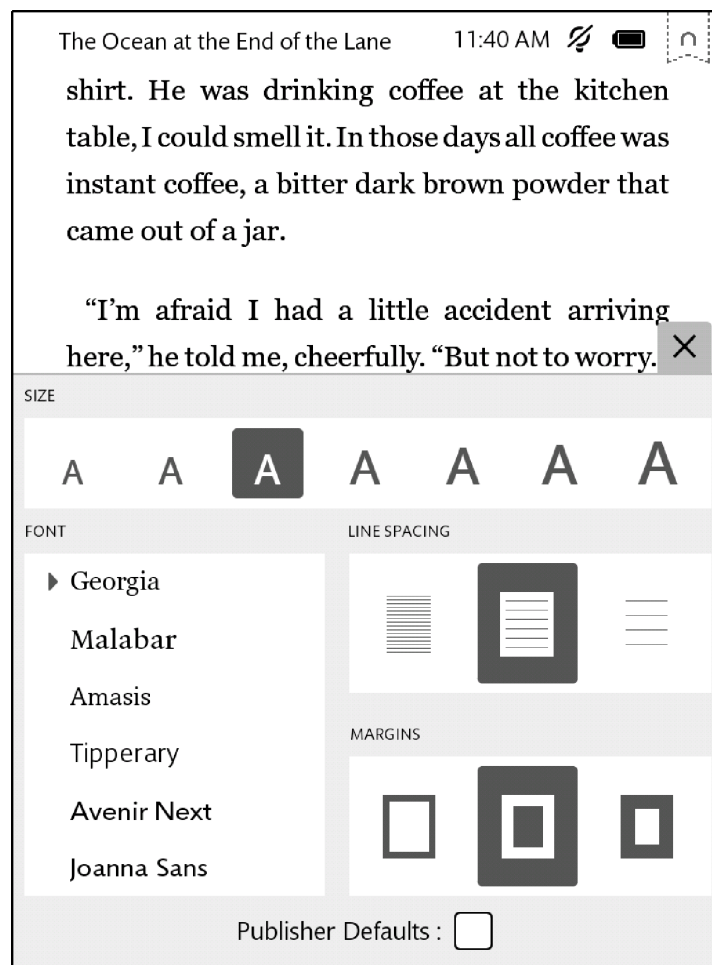 The Ocean at the End of the Lane 11:40 AM
shirt. He was drinking coffee at the kitchen
table, I could smell it. In those days all coffee was
instant coffee, a bitter dark brown powder that
came out of a jar.
“I’m afraid I had a little accident arriving
here,” he told me, cheerfully. “But not to worry.
SIZE
A A A A A A A
FONT
Georgia
Malabar
Amasis
Tipperary
Avenir Next
Joanna Sans
LINE SPACING
MARGINS
Publisher Defaults :